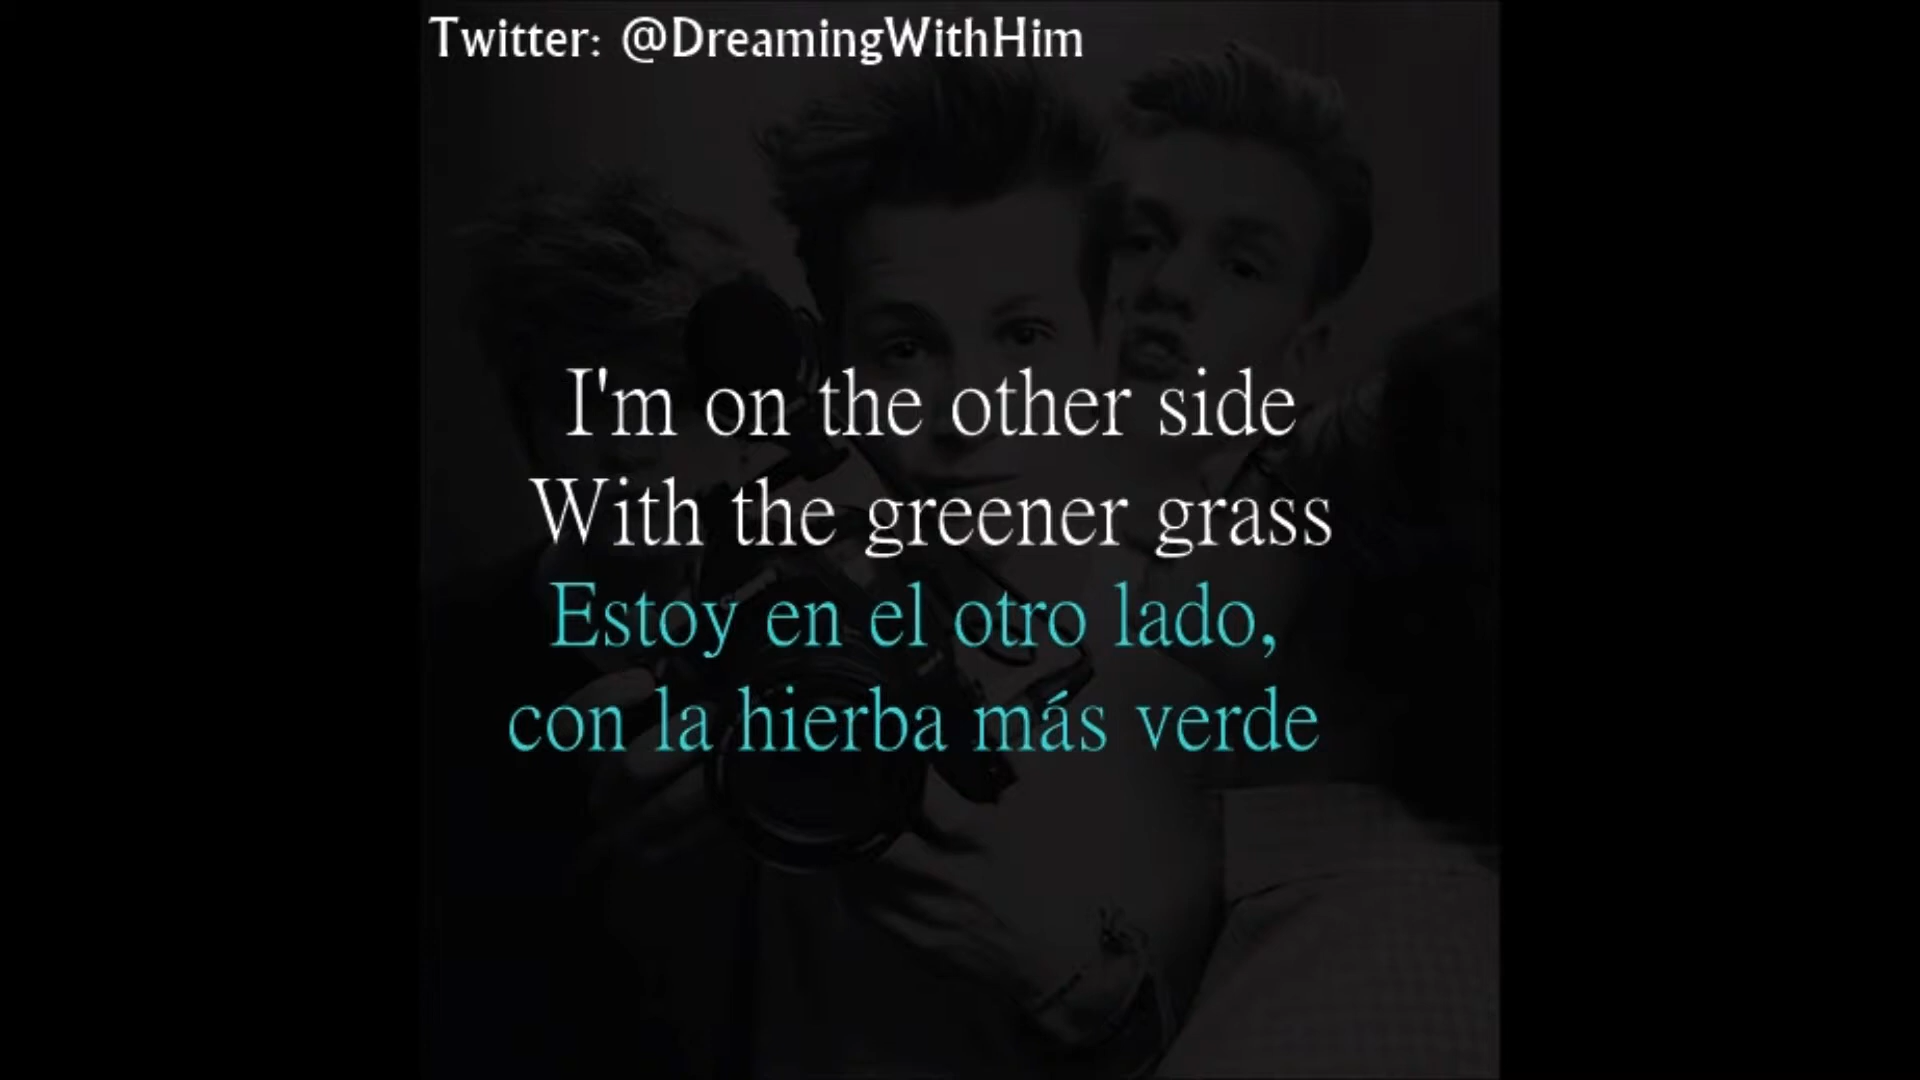 Twitter: @DreamingWithHim
I'm on the other side
With the greener grass
Estoy en el otro lado,
con la hierba más verde